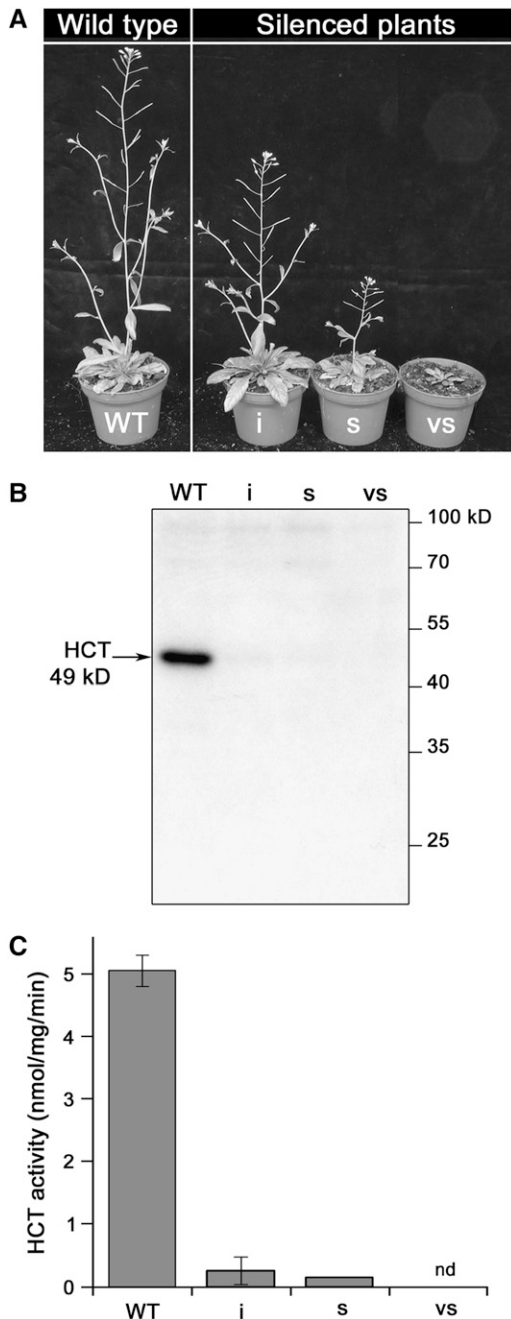 A
Wild type Silenced plants
WT i s vs
B
WT i s vs
100 kD
70
55
HCT
49 kD
40
35
25
C
HCT activity (nmol/mg/min)
5
4
3
2
1
0
nd
WT i s vs